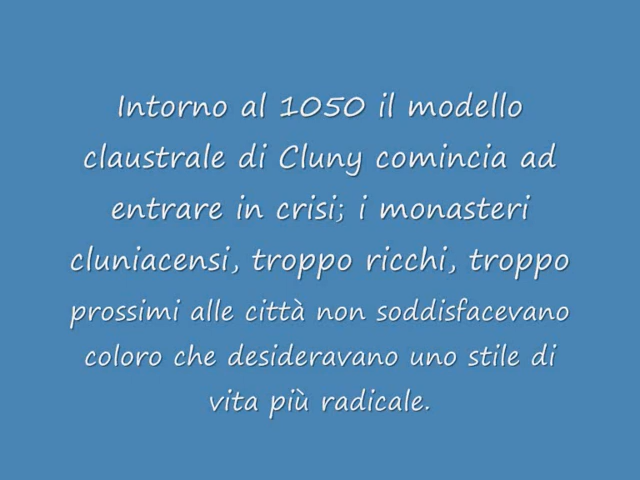 Intorno al 1050 il modello
claustrale di Cluny comincia ad
entrare in crisi; i monasteri
cluniacensi, troppo ricchi, troppo
prossimi alle città non soddisfacevano
coloro che desideravano uno stile di
vita più radicale.